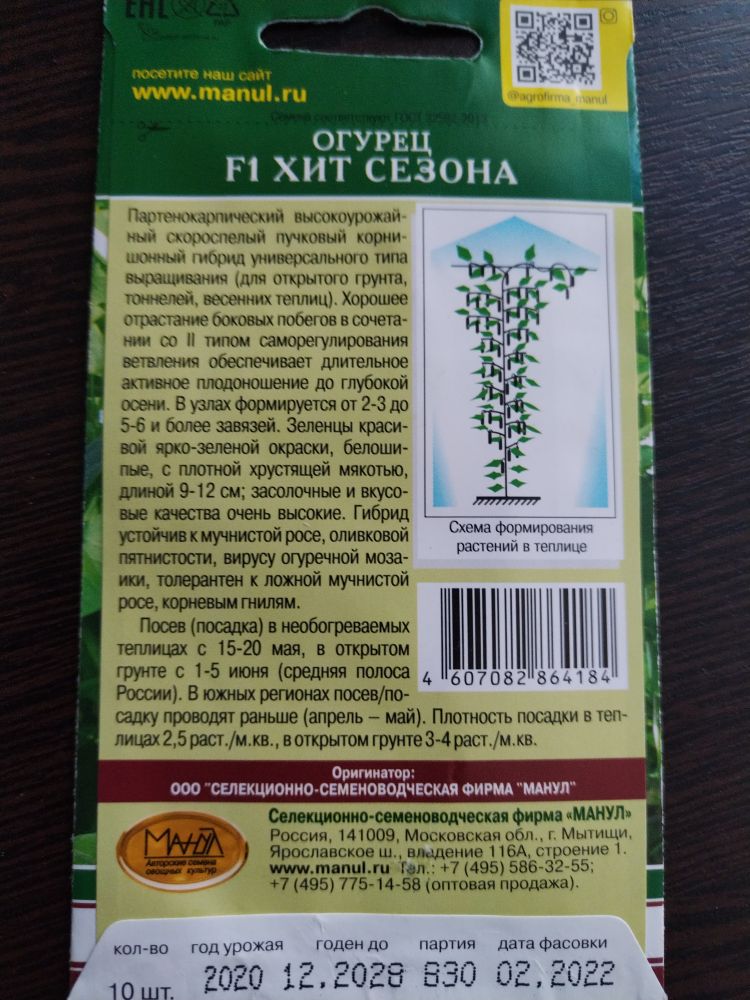 EAC
посетите наш сайт
www.manul.ru
@agrofirma_manul
Семена соответствуют ГОСТ 32592-2013
ОГУРЕЦ
F1 ХИТ СЕЗОНА
Партенокарпический высокоурожай-
ный скороспелый пучковый корни-
шонный гибрид универсального типа
выращивания (для открытого грунта,
тоннелей, весенних теплиц). Хорошее
отрастание боковых побегов в сочета-
нии со II типом саморегулирования
ветвления обеспечивает длительное
активное плодоношение до глубокой
осени. В узлах формируется от 2-3 до
5-6 и более завязей. Зеленцы краси-
вой ярко-зеленой окраски, белоши-
пые, с плотной хрустящей мякотью,
длиной 9-12 см; засолочные и вкусо-
вые качества очень высокие. Гибрид
устойчив к мучнистой росе, оливковой
пятнистости, вирусу огуречной моза-
ики, толерантен к ложной мучнистой
росе, корневым гнилям.
Посев (посадка) в необогреваемых
теплицах с 15-20 мая, в открытом
грунте с 1-5 июня (средняя полоса
России). В южных регионах посев/по-
садку проводят раньше (апрель – май). Плотность посадки в теп-
лицах 2,5 раст./м.кв., в открытом грунте 3-4 раст./м.кв.
Схема формирования
растений в теплице
4 607082 864184
Оригинатор:
ООО "СЕЛЕКЦИОННО-СЕМЕНОВОДЧЕСКАЯ ФИРМА "МАНУЛ"
МАНУЛ
Авторские семена
овощных культур
Селекционно-семеноводческая фирма «МАНУЛ»
Россия, 141009, Московская обл., г. Мытищи,
Ярославское ш., владение 116А, строение 1.
www.manul.ru Тел.: +7 (495) 586-32-55;
+7 (495) 775-14-58 (оптовая продажа).
кол-во год урожая годен до партия дата фасовки
10 шт. 2020 12.2028 830 02.2022